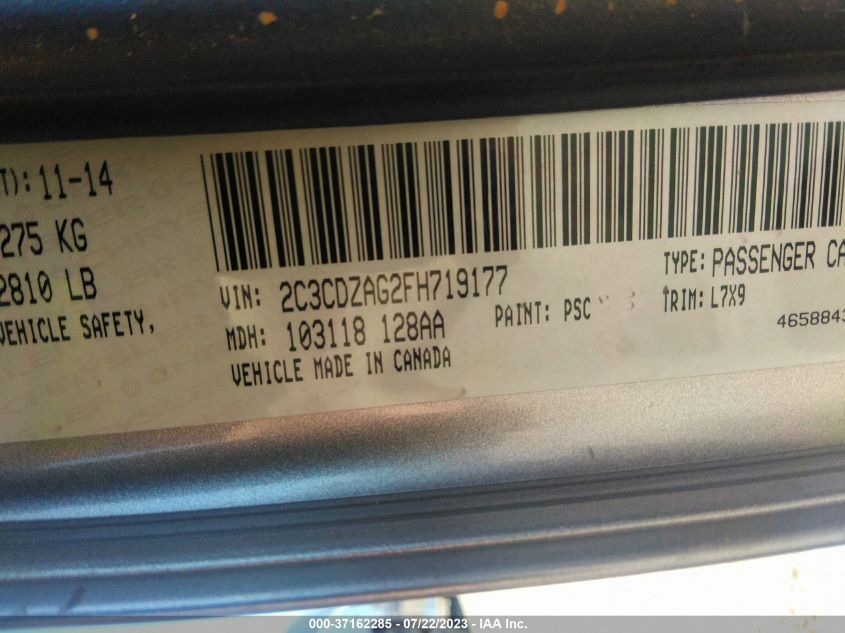 T): 11-14
275 KG
2810 LB
VEHICLE SAFETY,
VIN: 2C3CDZAG2FH719177
MDH: 103118 128AA
VEHICLE MADE IN CANADA
PAINT: PSC
TYPE: PASSENGER CA
TRIM: L7X9
4658843
000-37162285 - 07/22/2023 - IAA Inc.